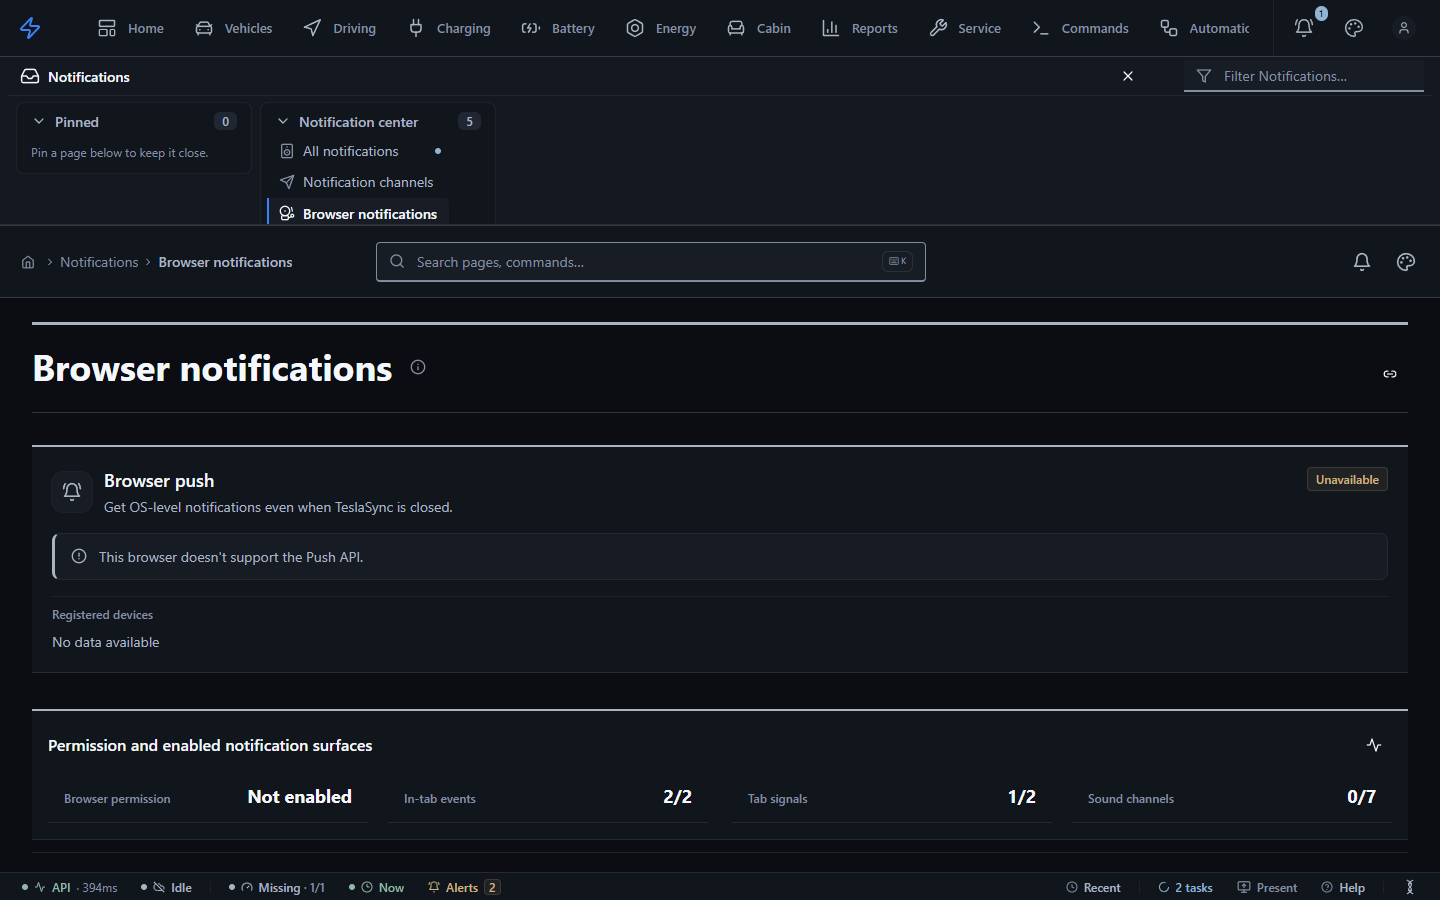 Home
Vehicles
Driving
Charging
Battery
Energy
Cabin
Reports
Service
Commands
Automatic
1
Notifications
Filter Notifications...
Pinned
0
Pin a page below to keep it close.
Notification center
5
All notifications
Notification channels
Browser notifications
Notifications
Browser notifications
Search pages, commands...
K
Browser notifications
Browser push
Get OS-level notifications even when TeslaSync is closed.
Unavailable
This browser doesn't support the Push API.
Registered devices
No data available
Permission and enabled notification surfaces
Browser permission
Not enabled
In-tab events
2/2
Tab signals
1/2
Sound channels
0/7
API · 394ms
Idle
Missing · 1/1
Now
Alerts 2
Recent
2 tasks
Present
Help